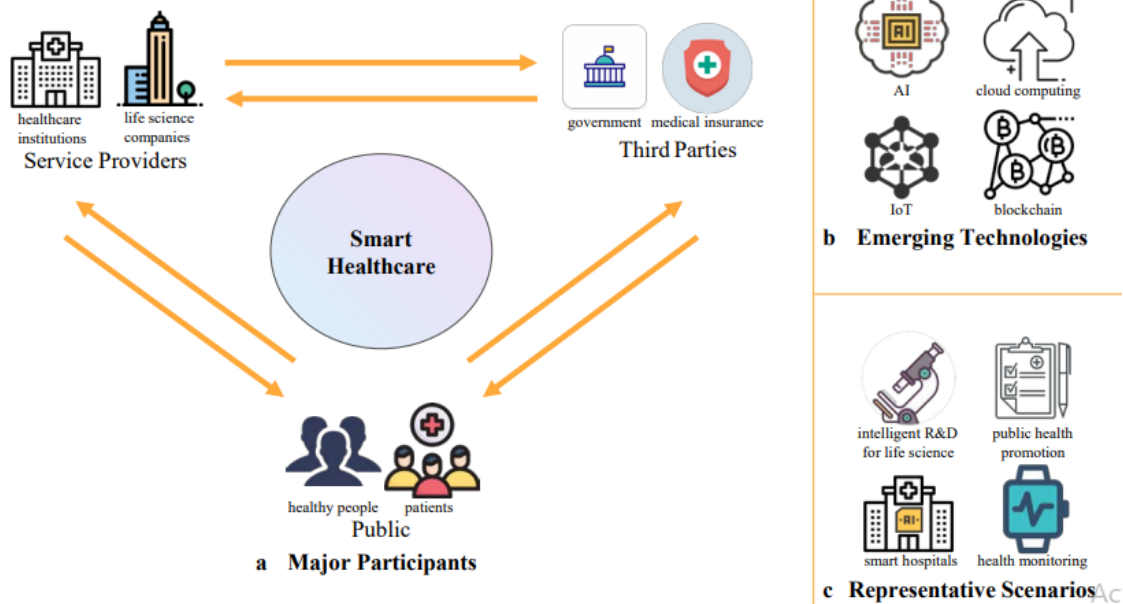 healthcare
institutions
life science
companies
Service Providers
government
medical insurance
Third Parties
Smart
Healthcare
healthy people
patients
Public
a Major Participants
AI
AI
cloud computing
IoT
blockchain
b Emerging Technologies
intelligent R&D
for life science
public health
promotion
AI
smart hospitals
health monitoring
c Representative Scenarios
Ac